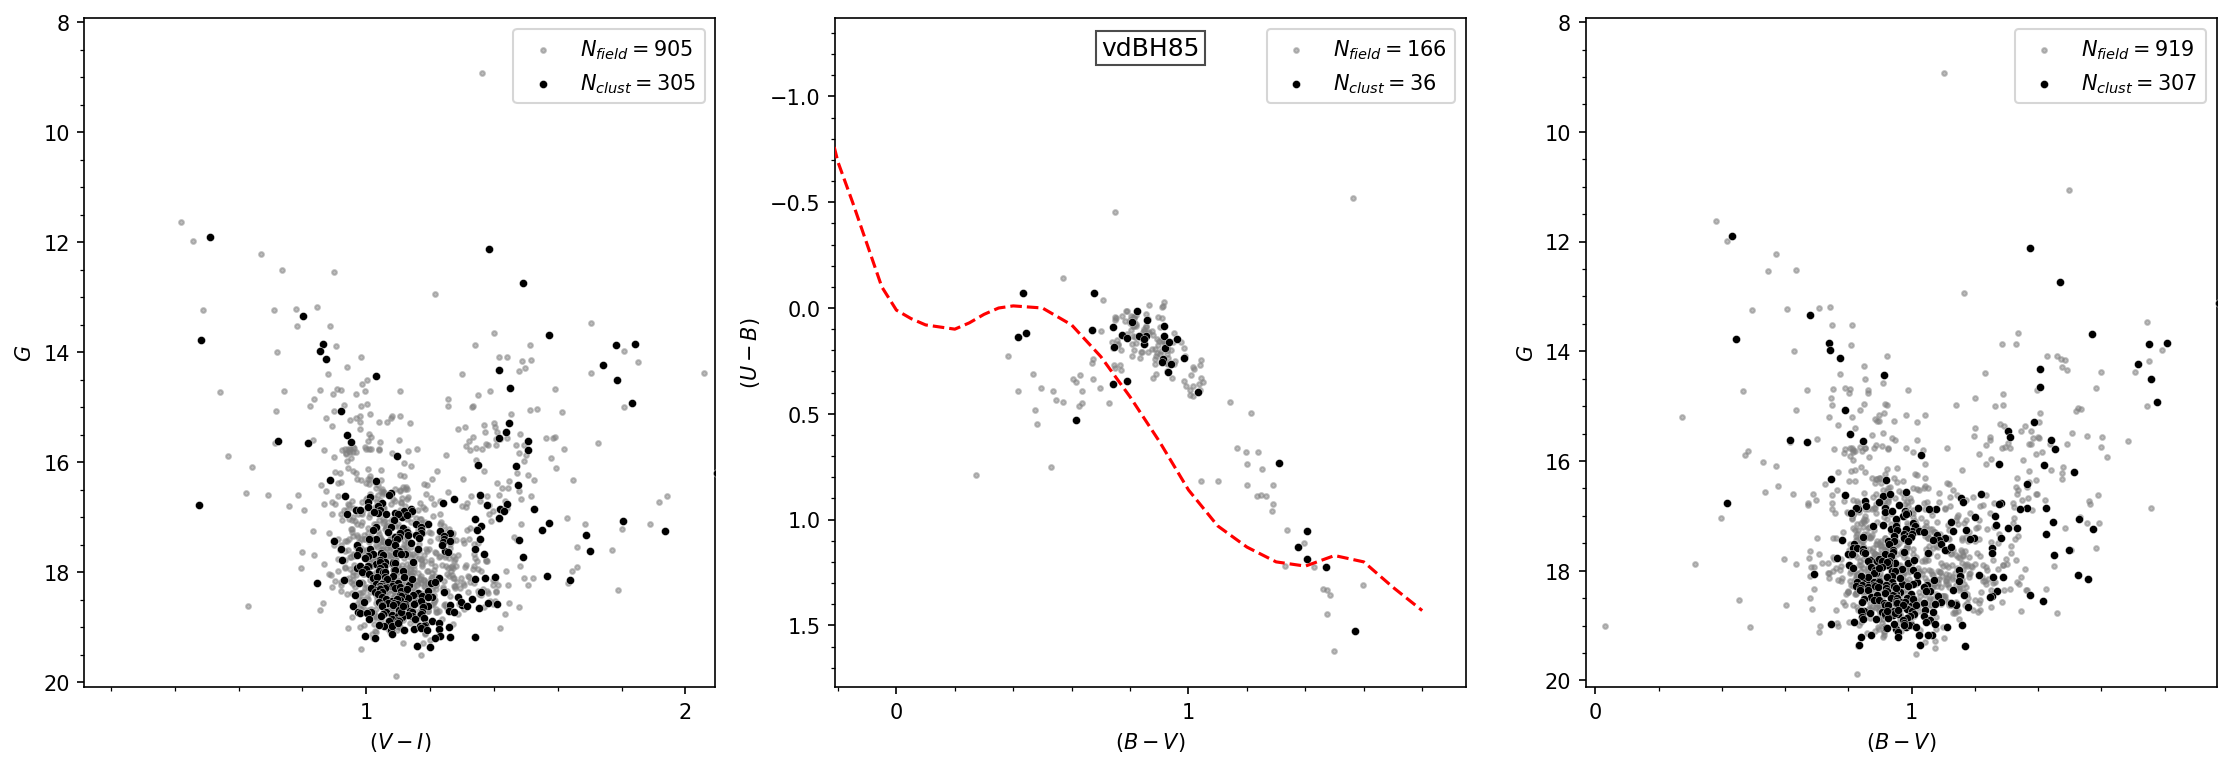 8
10
12
14
16
18
20
G
1
2
(V − I)
N_field = 905
N_clust = 305
−1.0
−0.5
0.0
0.5
1.0
1.5
(U − B)
0
1
(B − V)
vdBH85
N_field = 166
N_clust = 36
8
10
12
14
16
18
20
G
0
1
(B − V)
N_field = 919
N_clust = 307